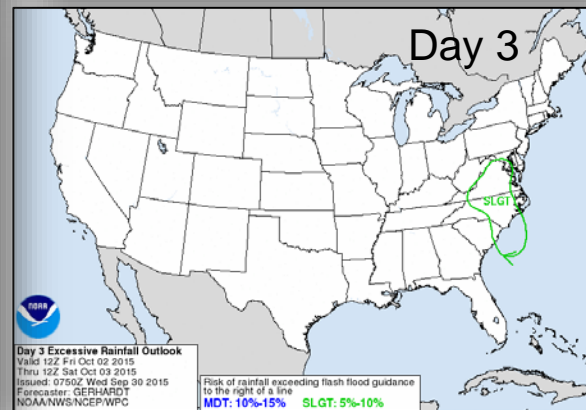 Day 3
SLGT
NOAA
Day 3 Excessive Rainfall Outlook
Valid 12Z Fri Oct 02 2015
Thru 12Z Sat Oct 03 2015
Issued: 0750Z Wed Sep 30 2015
Forecaster: GERHARDT
NOAA/NWS/NCEP/WPC
Risk of rainfall exceeding flash flood guidance
to the right of a line
MDT: 10%-15% SLGT: 5%-10%